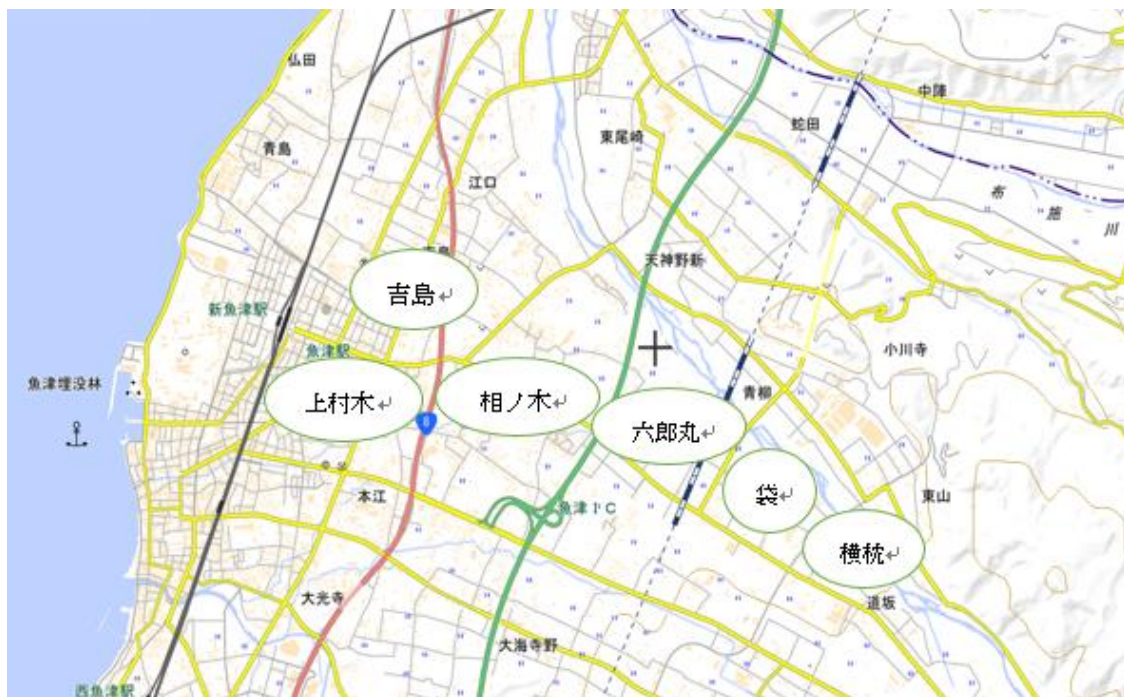 仏田
中陣
青島
東尾崎
蛇田
江口
布施川
天神野新
吉島
新魚津駅
魚津駅
小川寺
魚津埋没林
青柳
上村木
相ノ木
六郎丸
8
本江
袋
東山
魚津IC
横枕
大光寺
道坂
大海寺野
西魚津駅